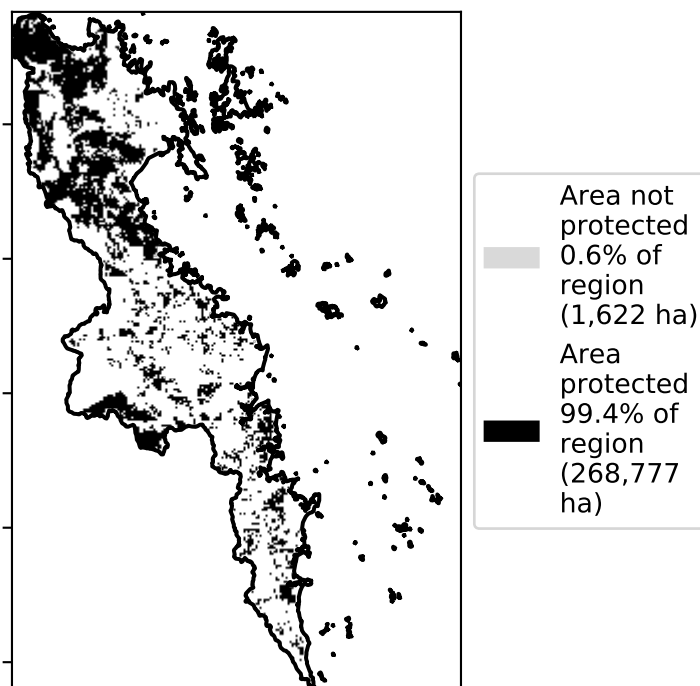 Area not
protected
0.6% of
region
(1,622 ha)
Area
protected
99.4% of
region
(268,777
ha)